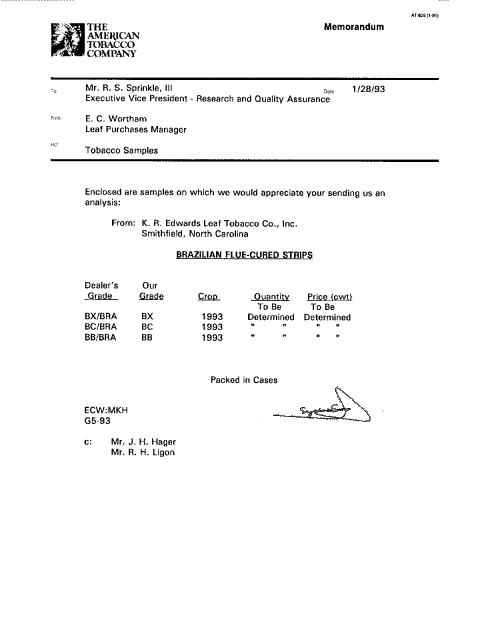 AT 025 (1-91)
THE
AMERICAN
TOBACCO
COMPANY
Memorandum
To Mr. R. S. Sprinkle, III Date 1/28/93
Executive Vice President - Research and Quality Assurance
From: E. C. Wortham
Leaf Purchases Manager
Ref Tobacco Samples
Enclosed are samples on which we would appreciate your sending us an
analysis:
From: K. R. Edwards Leaf Tobacco Co., Inc.
Smithfield, North Carolina
BRAZILIAN FLUE-CURED STRIPS
Dealer's Our
Grade Grade Crop Quantity Price (cwt)
To Be To Be
BX/BRA BX 1993 Determined Determined
BC/BRA BC 1993 " " " "
BB/BRA BB 1993 " " " "
Packed in Cases
ECW:MKH
G5-93
c: Mr. J. H. Hager
Mr. R. H. Ligon